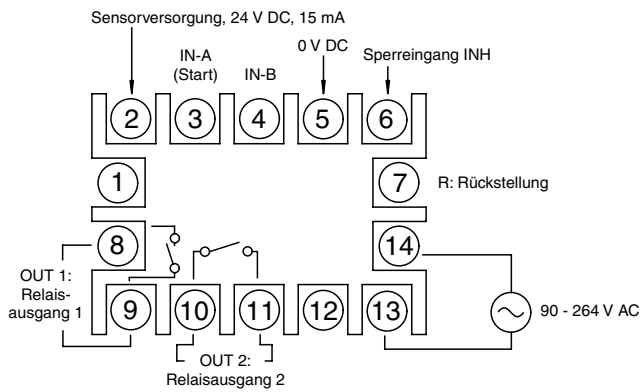 Sensorversorgung, 24 V DC, 15 mA
0 V DC
IN-A
(Start)
IN-B
Sperreingang INH
2
3
4
5
6
1
7
R: Rückstellung
8
14
OUT 1:
Relais-
ausgang 1
9
10
11
12
13
90 - 264 V AC
OUT 2:
Relaisausgang 2